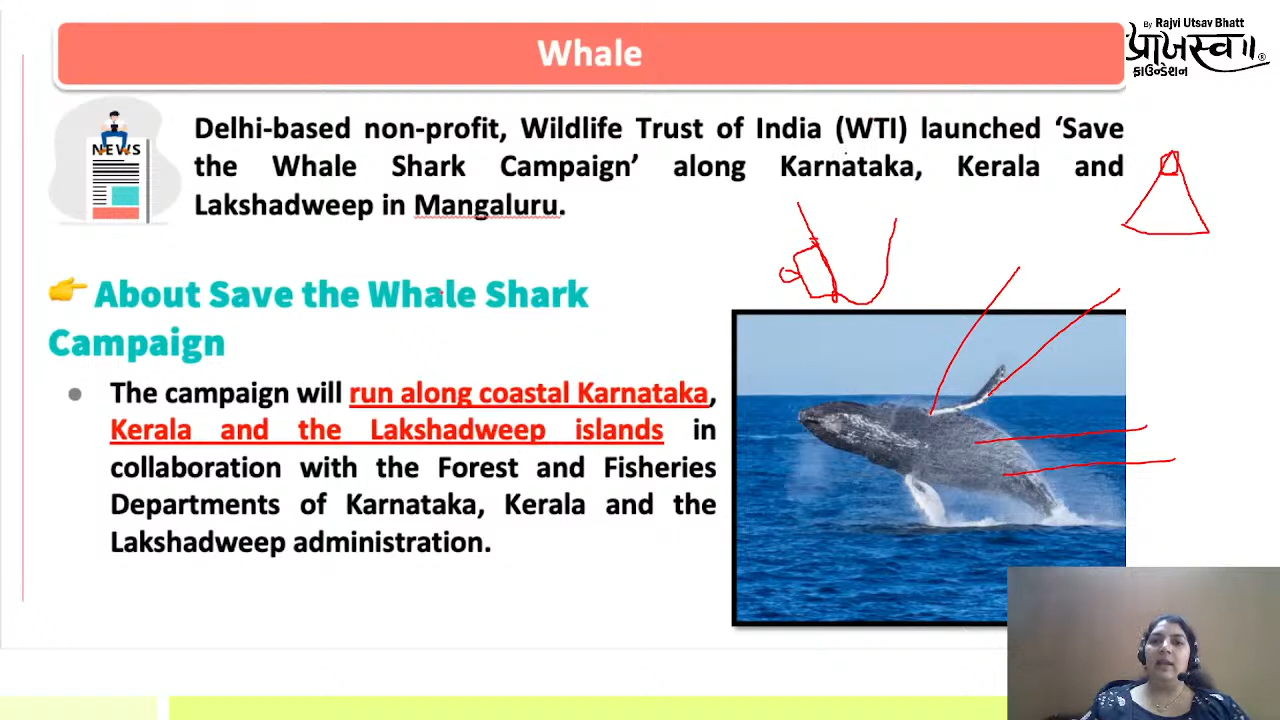 Whale
By Rajvi Utsav Bhatt
प्राजस्व॥
®
ફાઉન્ડેશન
NEWS
Delhi-based non-profit, Wildlife Trust of India (WTI) launched ‘Save
the Whale Shark Campaign’ along Karnataka, Kerala and
Lakshadweep in Mangaluru.
About Save the Whale Shark
Campaign
The campaign will run along coastal Karnataka,
Kerala and the Lakshadweep islands in
collaboration with the Forest and Fisheries
Departments of Karnataka, Kerala and the
Lakshadweep administration.